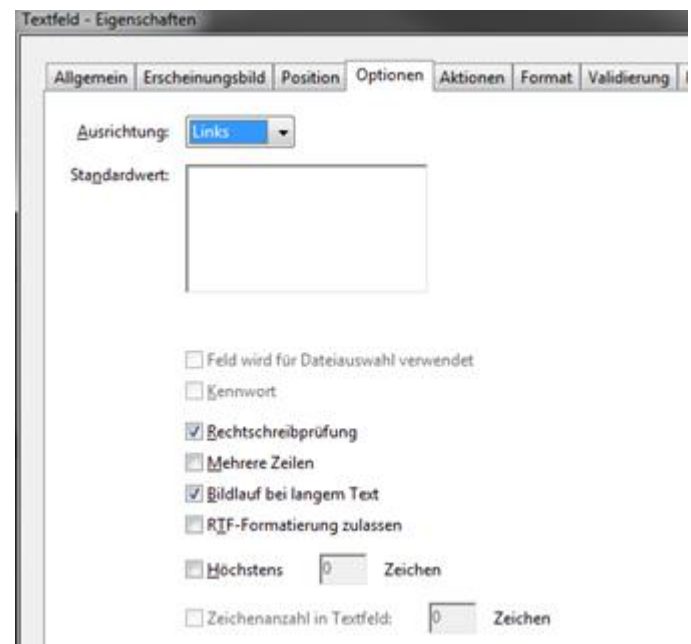 Textfeld - Eigenschaften
Allgemein Erscheinungsbild Position Optionen Aktionen Format Validierung
Ausrichtung: Links
Standardwert:
Feld wird für Dateiauswahl verwendet
Kennwort
Rechtschreibprüfung
Mehrere Zeilen
Bildlauf bei langem Text
RTF-Formatierung zulassen
Höchstens 0 Zeichen
Zeichenanzahl in Textfeld: 0 Zeichen